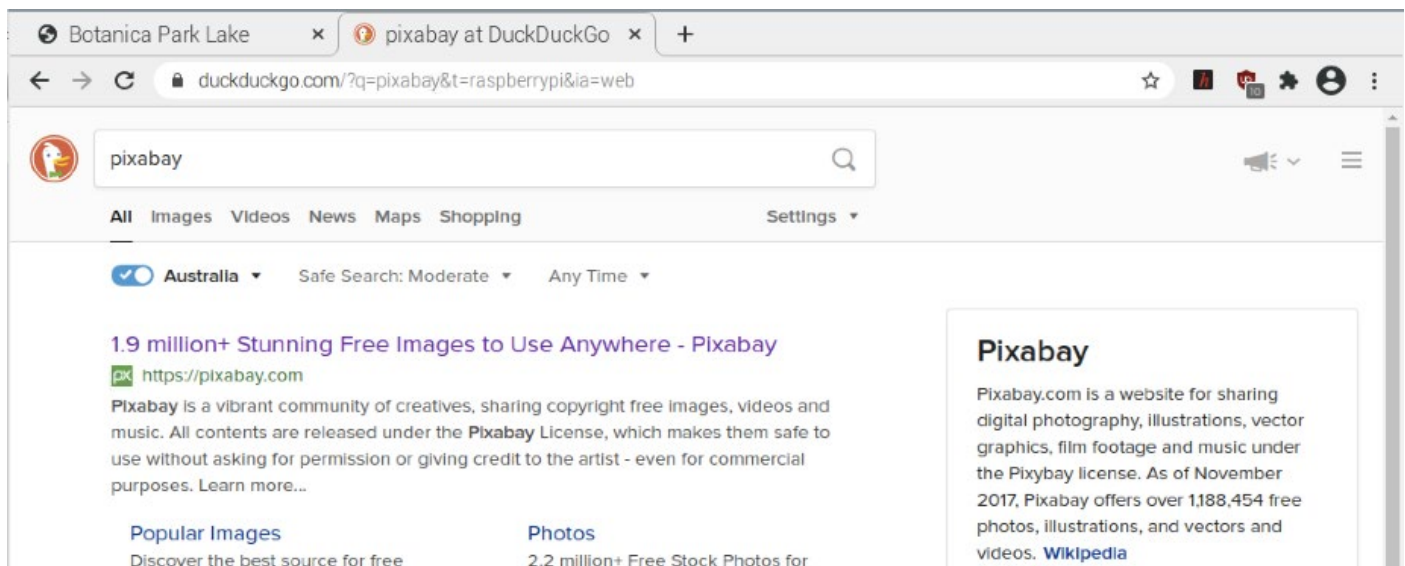 Botanica Park Lake
pixabay at DuckDuckGo
duckduckgo.com/?q=pixabay&t=raspberrypi&ia=web
h
10
pixabay
All Images Videos News Maps Shopping Settings
Australia Safe Search: Moderate Any Time
1.9 million+ Stunning Free Images to Use Anywhere - Pixabay
px https://pixabay.com
Pixabay is a vibrant community of creatives, sharing copyright free images, videos and
music. All contents are released under the Pixabay License, which makes them safe to
use without asking for permission or giving credit to the artist - even for commercial
purposes. Learn more...
Popular Images
Discover the best source for free
Photos
2.2 million+ Free Stock Photos for
Pixabay
Pixabay.com is a website for sharing
digital photography, illustrations, vector
graphics, film footage and music under
the Pixybay license. As of November
2017, Pixabay offers over 1,188,454 free
photos, illustrations, and vectors and
videos. Wikipedia